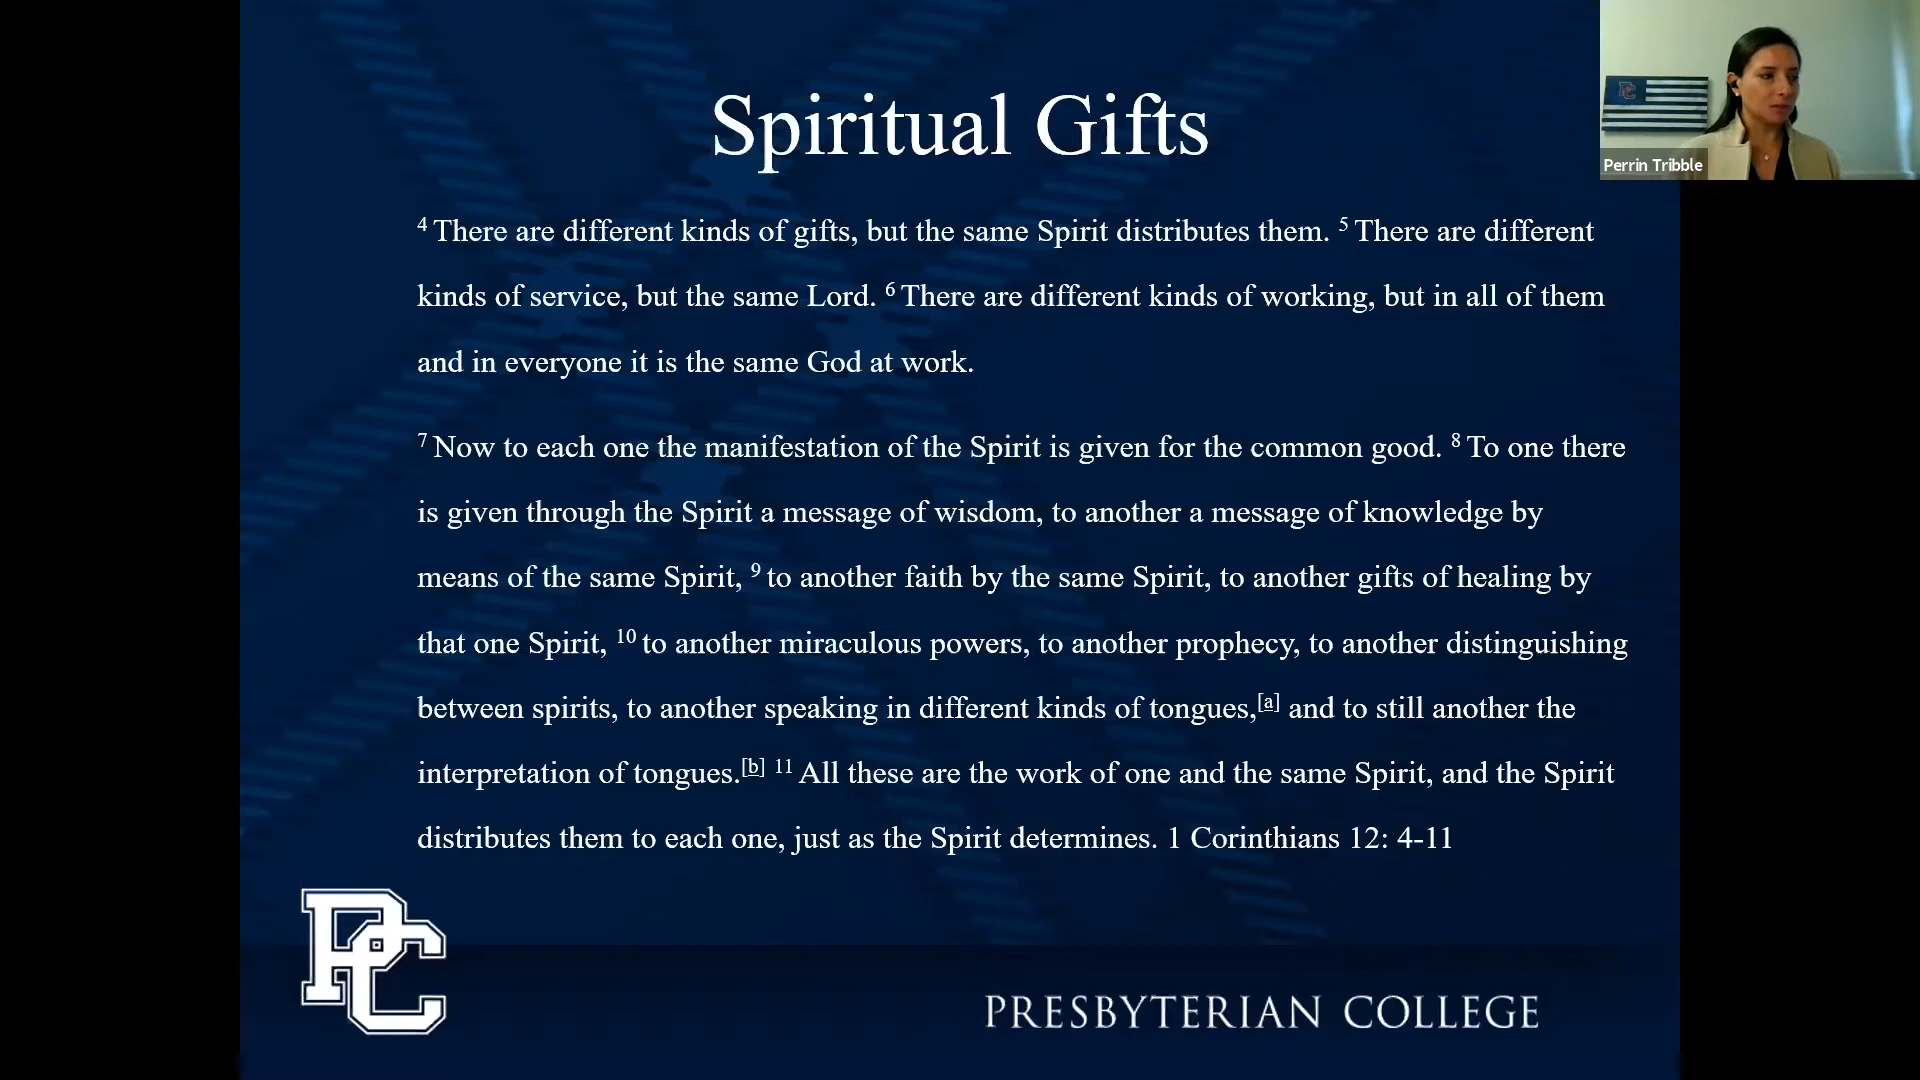 Spiritual Gifts
PC
Perrin Tribble
4 There are different kinds of gifts, but the same Spirit distributes them. 5 There are different
kinds of service, but the same Lord. 6 There are different kinds of working, but in all of them
and in everyone it is the same God at work.
7 Now to each one the manifestation of the Spirit is given for the common good. 8 To one there
is given through the Spirit a message of wisdom, to another a message of knowledge by
means of the same Spirit, 9 to another faith by the same Spirit, to another gifts of healing by
that one Spirit, 10 to another miraculous powers, to another prophecy, to another distinguishing
between spirits, to another speaking in different kinds of tongues,[a] and to still another the
interpretation of tongues.[b] 11 All these are the work of one and the same Spirit, and the Spirit
distributes them to each one, just as the Spirit determines. 1 Corinthians 12: 4-11
PC
PRESBYTERIAN COLLEGE